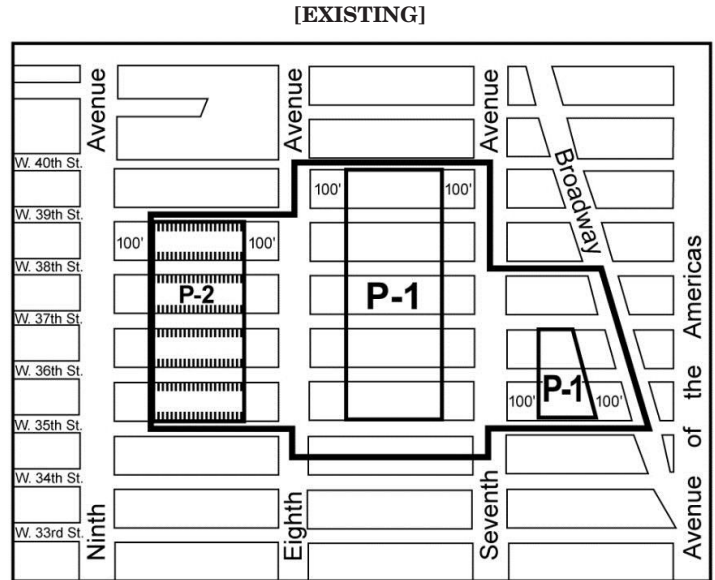 [EXISTING]
Avenue
Avenue
Avenue
Broadway
W. 40th St.
100'
100'
W. 39th St.
100'
100'
W. 38th St.
P-2
P-1
W. 37th St.
W. 36th St.
P-1
100'
100'
W. 35th St.
W. 34th St.
W. 33rd St.
Ninth
Eighth
Seventh
Avenue of the Americas